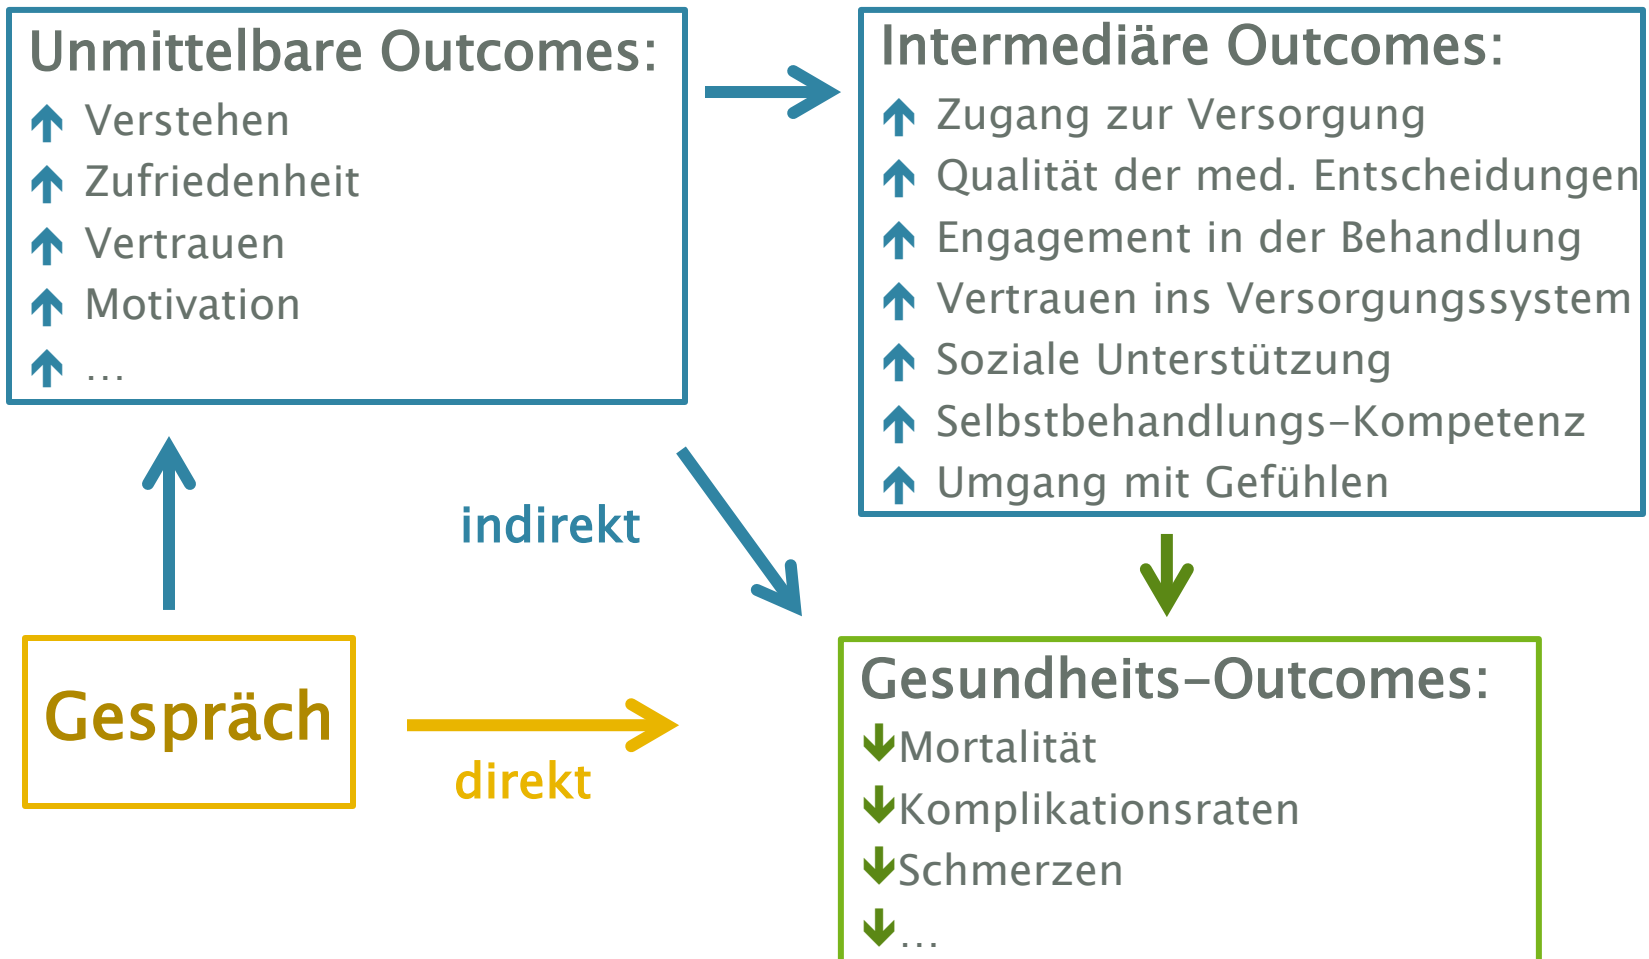 Unmittelbare Outcomes:
Verstehen
Zufriedenheit
Vertrauen
Motivation
...
Intermediäre Outcomes:
Zugang zur Versorgung
Qualität der med. Entscheidungen
Engagement in der Behandlung
Vertrauen ins Versorgungssystem
Soziale Unterstützung
Selbstbehandlungs-Kompetenz
Umgang mit Gefühlen
indirekt
Gespräch
direkt
Gesundheits-Outcomes:
Mortalität
Komplikationsraten
Schmerzen
...